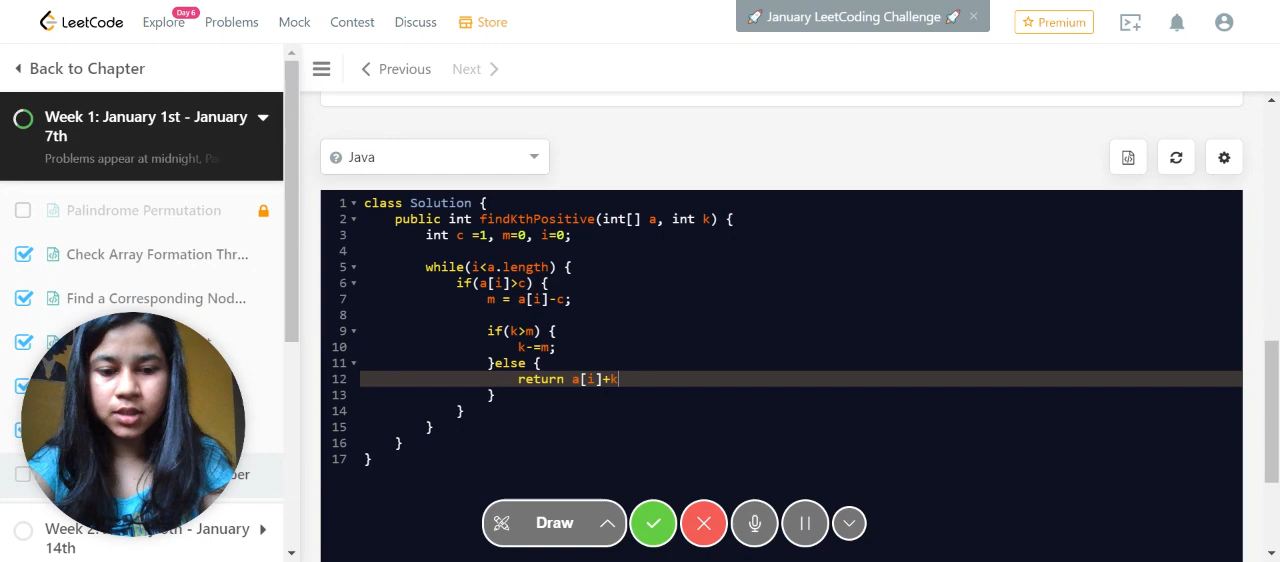 LeetCode
Explore
Day 6
Problems
Mock
Contest
Discuss
Store
🚀 January LeetCoding Challenge 🚀 ×
Premium
Back to Chapter
Previous
Next
Week 1: January 1st - January
7th
Problems appear at midnight,
Palindrome Permutation
Check Array Formation Thr...
Find a Corresponding Nod...
Java
1 class Solution {
2 public int findKthPositive(int[] a, int k) {
3 int c =1, m=0, i=0;
4
5 while(i<a.length) {
6 if(a[i]>c) {
7 m = a[i]-c;
8
9 if(k>m) {
10 k-=m;
11 }else {
12 return a[i]+k
13 }
14 }
15 }
16 }
17 }
Draw
Week 2:
- January
14th